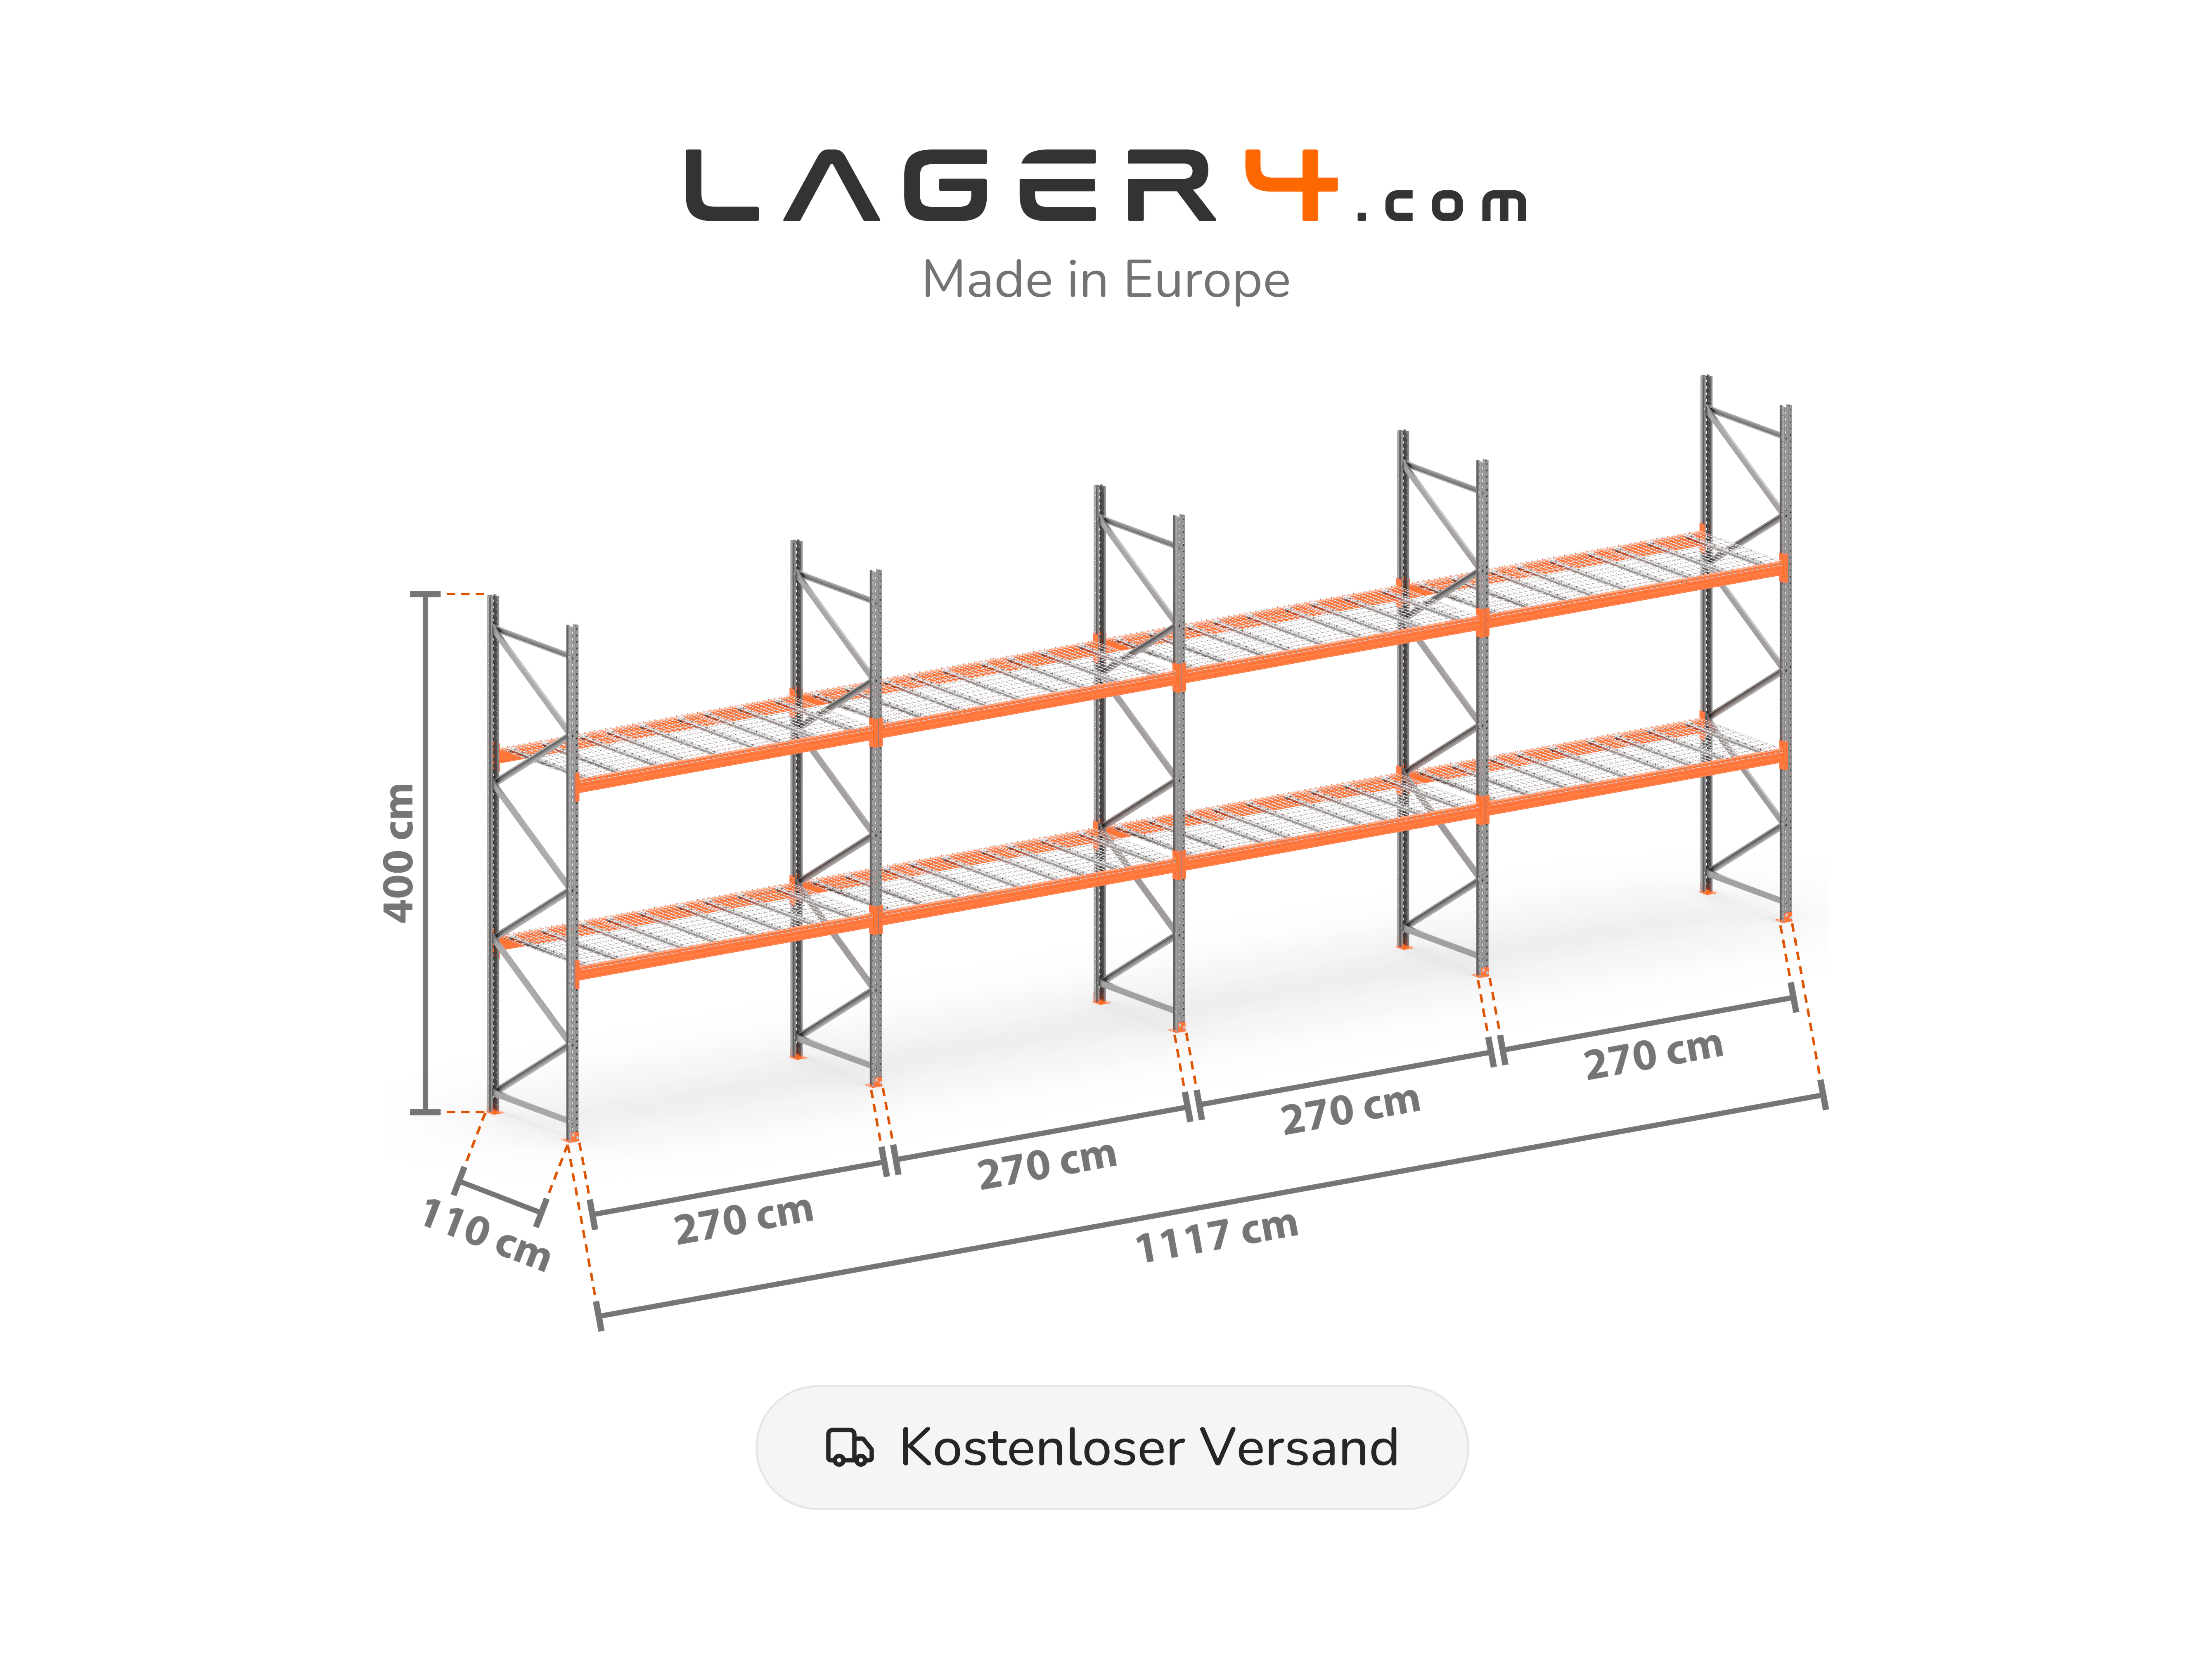 LAGER4.com
Made in Europe
400 cm
110 cm
270 cm
270 cm
270 cm
270 cm
1117 cm
Kostenloser Versand